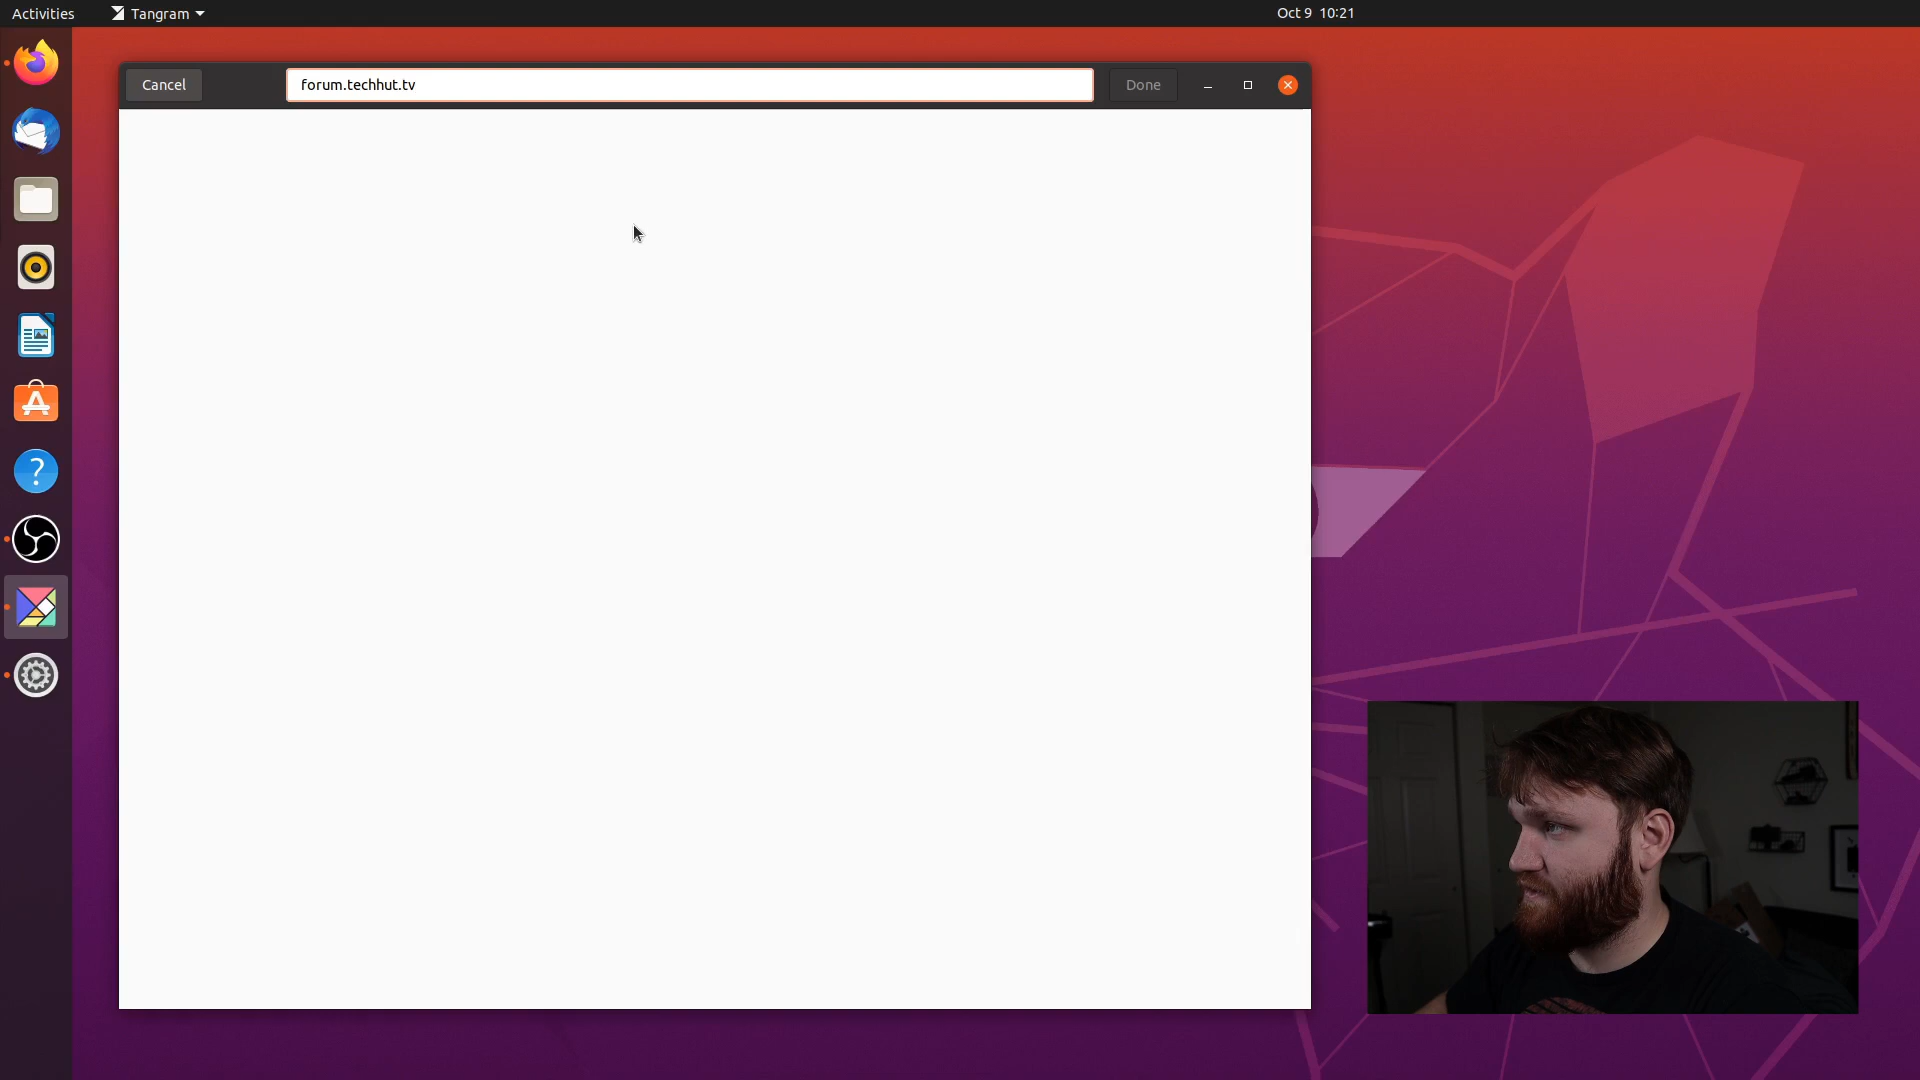 Activities
Tangram
Oct 9 10:21
Cancel
forum.techhut.tv
Done